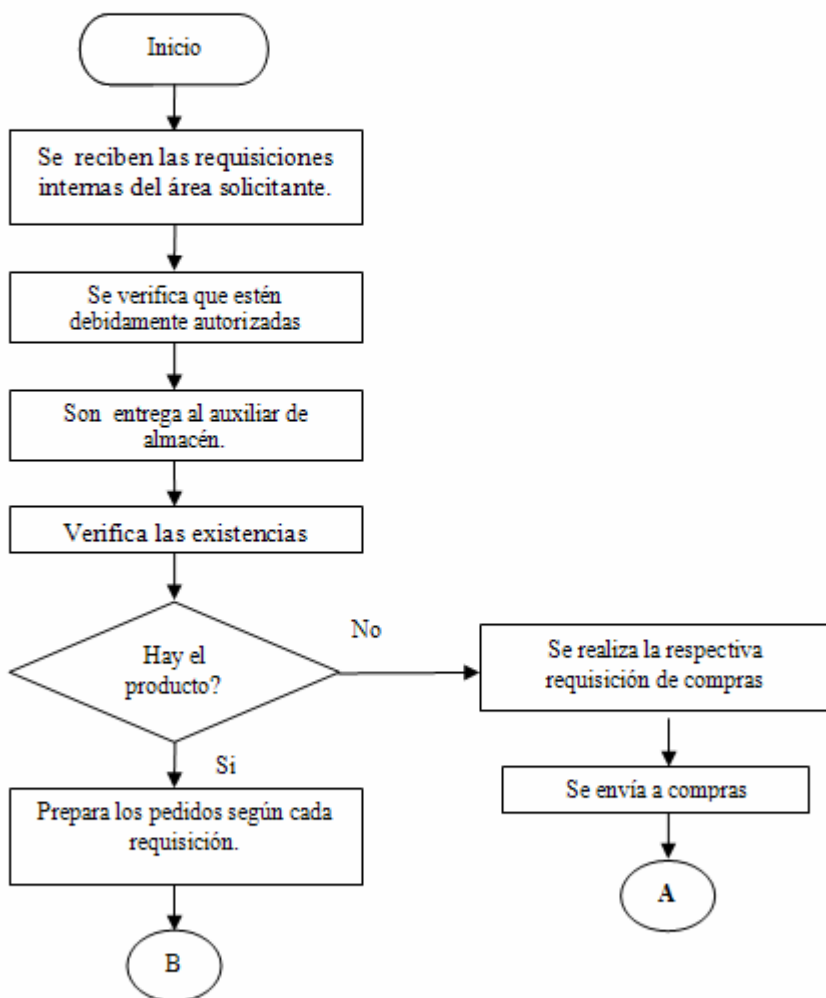 Inicio
Se reciben las requisiciones
internas del área solicitante.
Se verifica que estén
debidamente autorizadas
Son entrega al auxiliar de
almacén.
Verifica las existencias
Hay el
producto?
No
Se realiza la respectiva
requisición de compras
Se envía a compras
A
Si
Prepara los pedidos según cada
requisición.
B